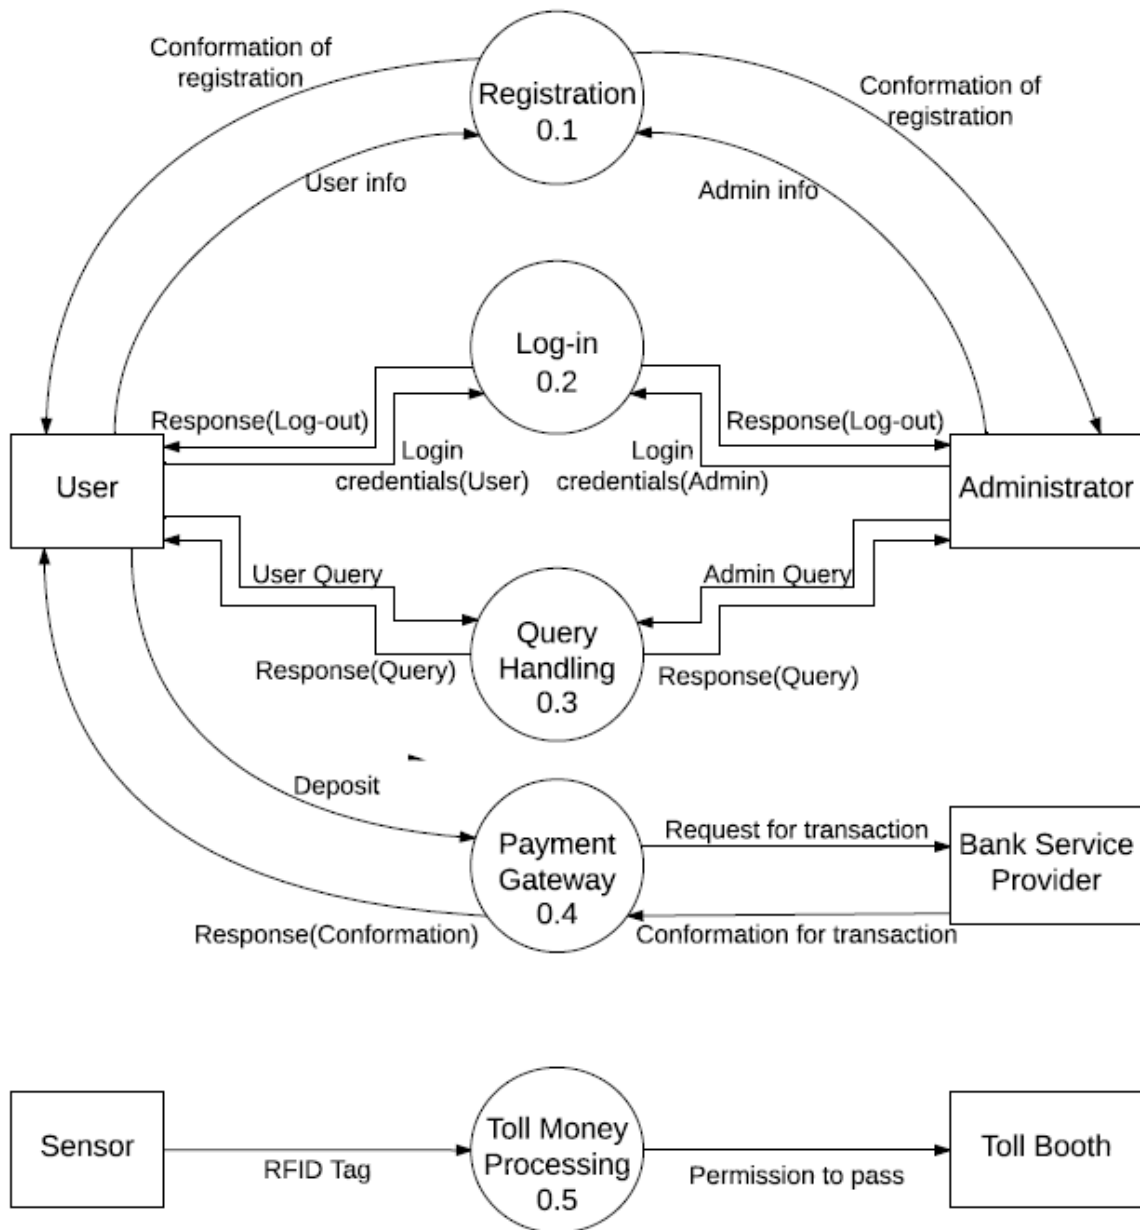 Conformation of
registration
Registration
0.1
Conformation of
registration
User info
Admin info
Log-in
0.2
Response(Log-out)
Response(Log-out)
Login
credentials(User)
Login
credentials(Admin)
User
Administrator
User Query
Admin Query
Query
Handling
0.3
Response(Query)
Response(Query)
Deposit
Payment
Gateway
0.4
Request for transaction
Bank Service
Provider
Response(Conformation)
Conformation for transaction
Sensor
RFID Tag
Toll Money
Processing
0.5
Permission to pass
Toll Booth